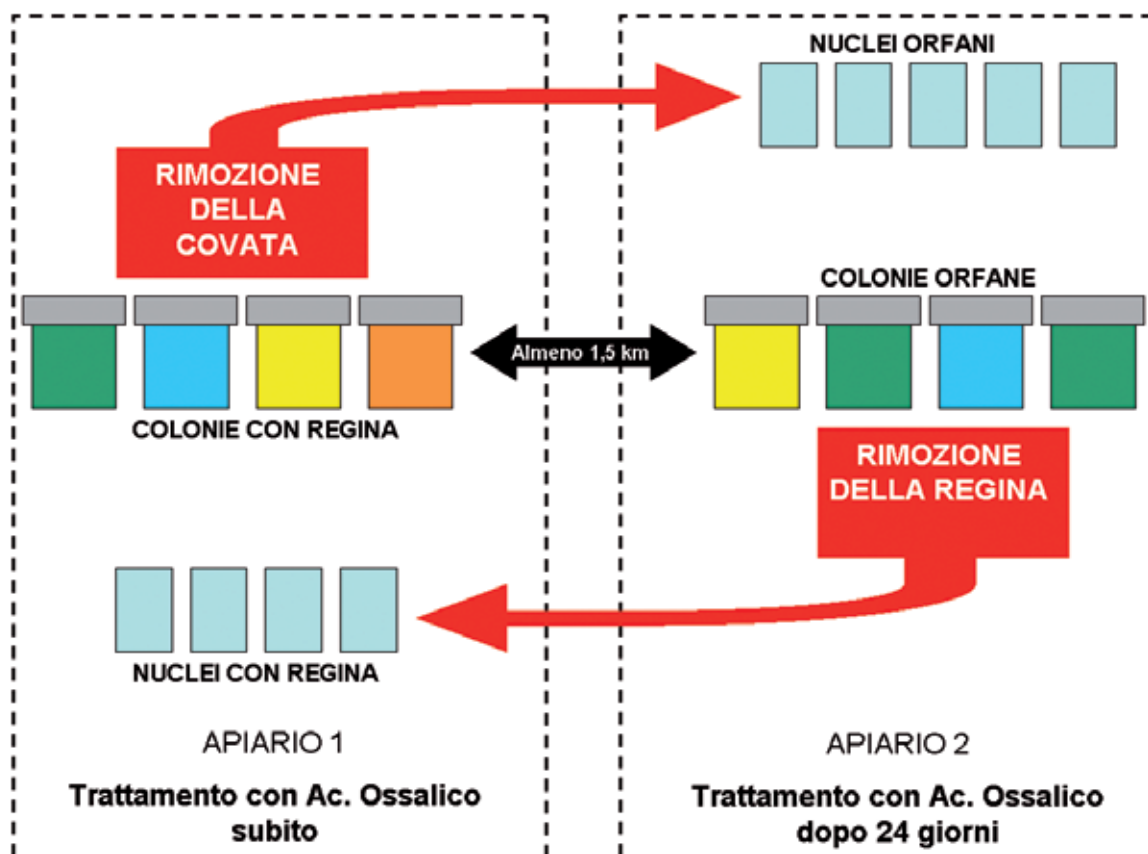 NUCLEI ORFANI
RIMOZIONE
DELLA
COVATA
COLONIE ORFANE
Almeno 1,5 km
COLONIE CON REGINA
RIMOZIONE
DELLA REGINA
NUCLEI CON REGINA
APIARIO 1
Trattamento con Ac. Ossalico
subito
APIARIO 2
Trattamento con Ac. Ossalico
dopo 24 giorni